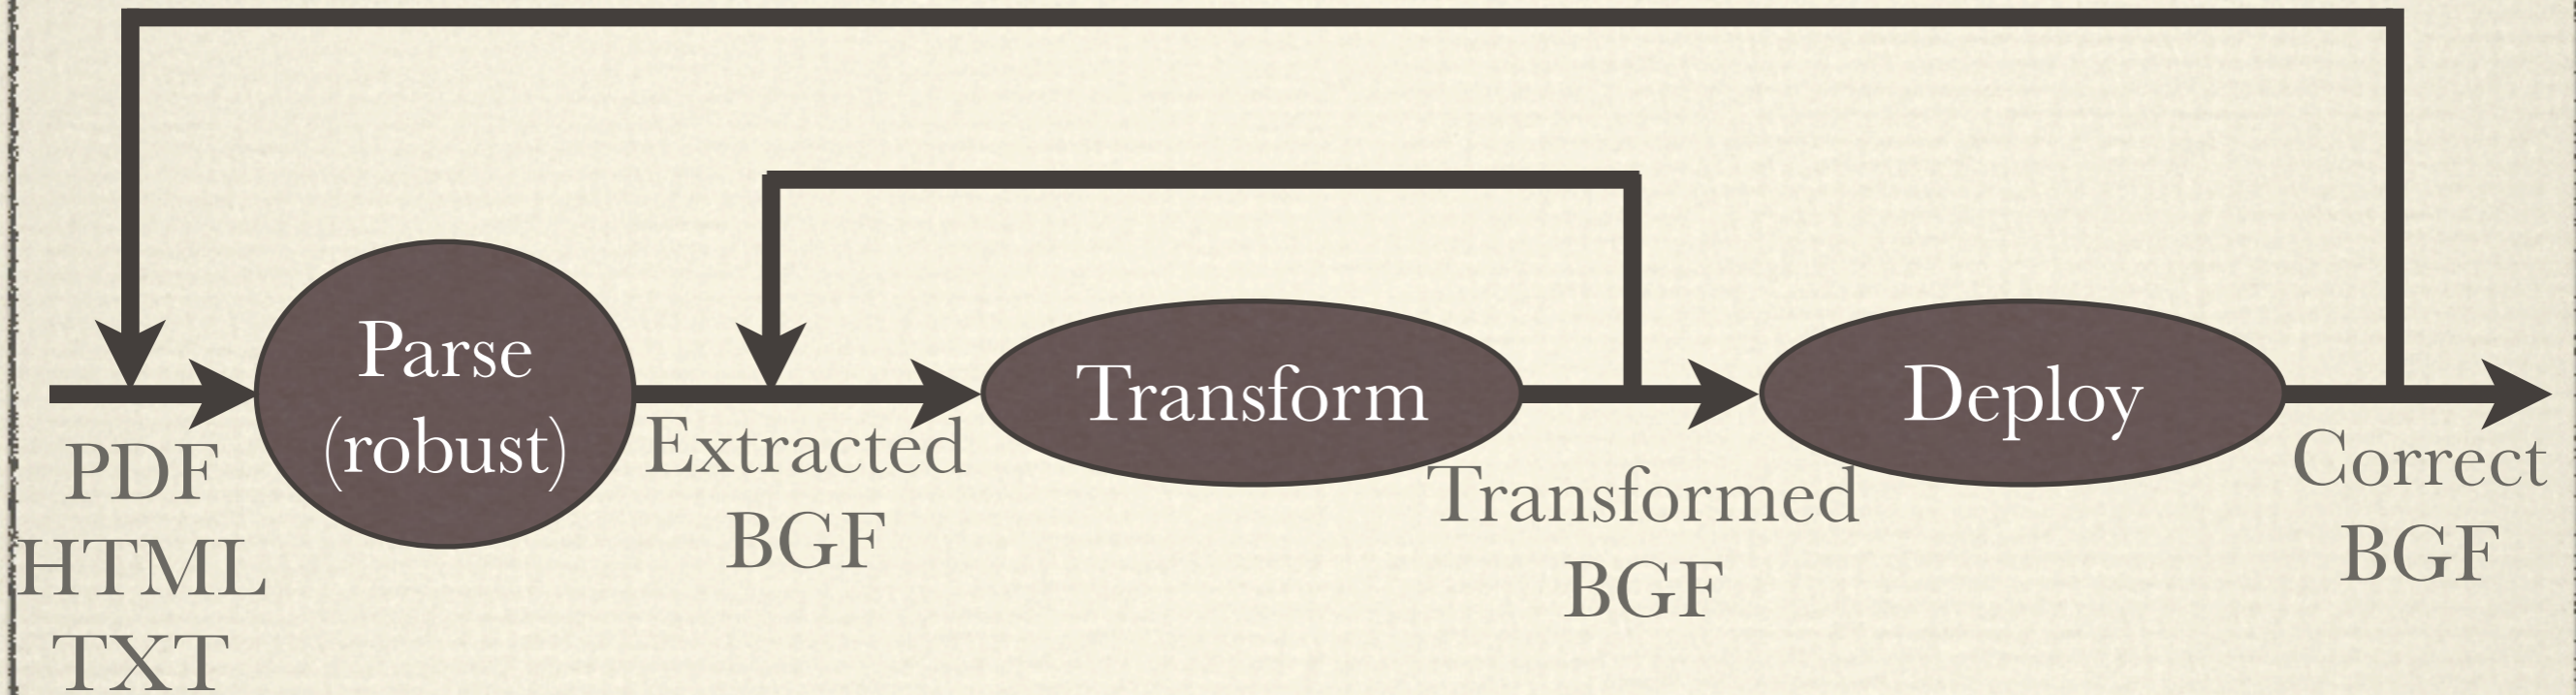 Parse
(robust)
Transform
Deploy
PDF
HTML
TXT
Extracted
BGF
Transformed
BGF
Correct
BGF